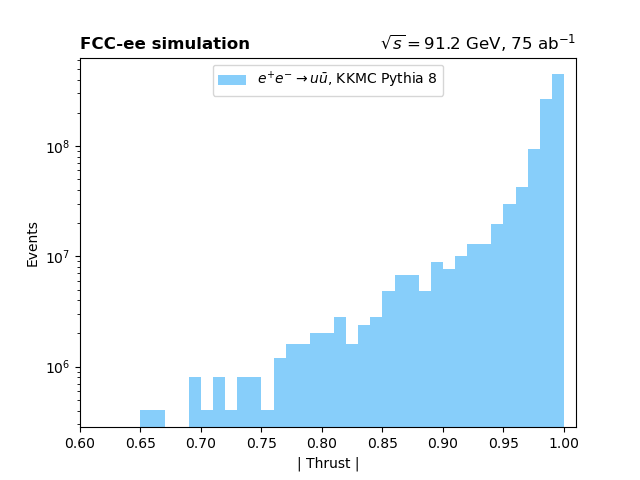 FCC-ee simulation √s = 91.2 GeV, 75 ab⁻¹
e⁺e⁻ → uū, KKMC Pythia 8
Events
10⁸
10⁷
10⁶
0.60 0.65 0.70 0.75 0.80 0.85 0.90 0.95 1.00
| Thrust |